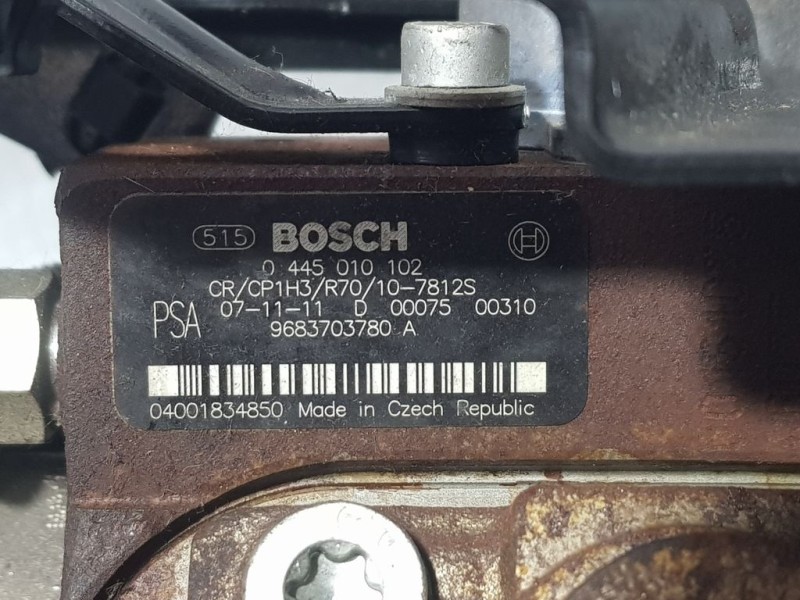 515 BOSCH
0 445 010 102
CR/CP1H3/R70/10-7812S
PSA 07-11-11 D 00075 00310
9683703780 A
04001834850 Made in Czech Republic